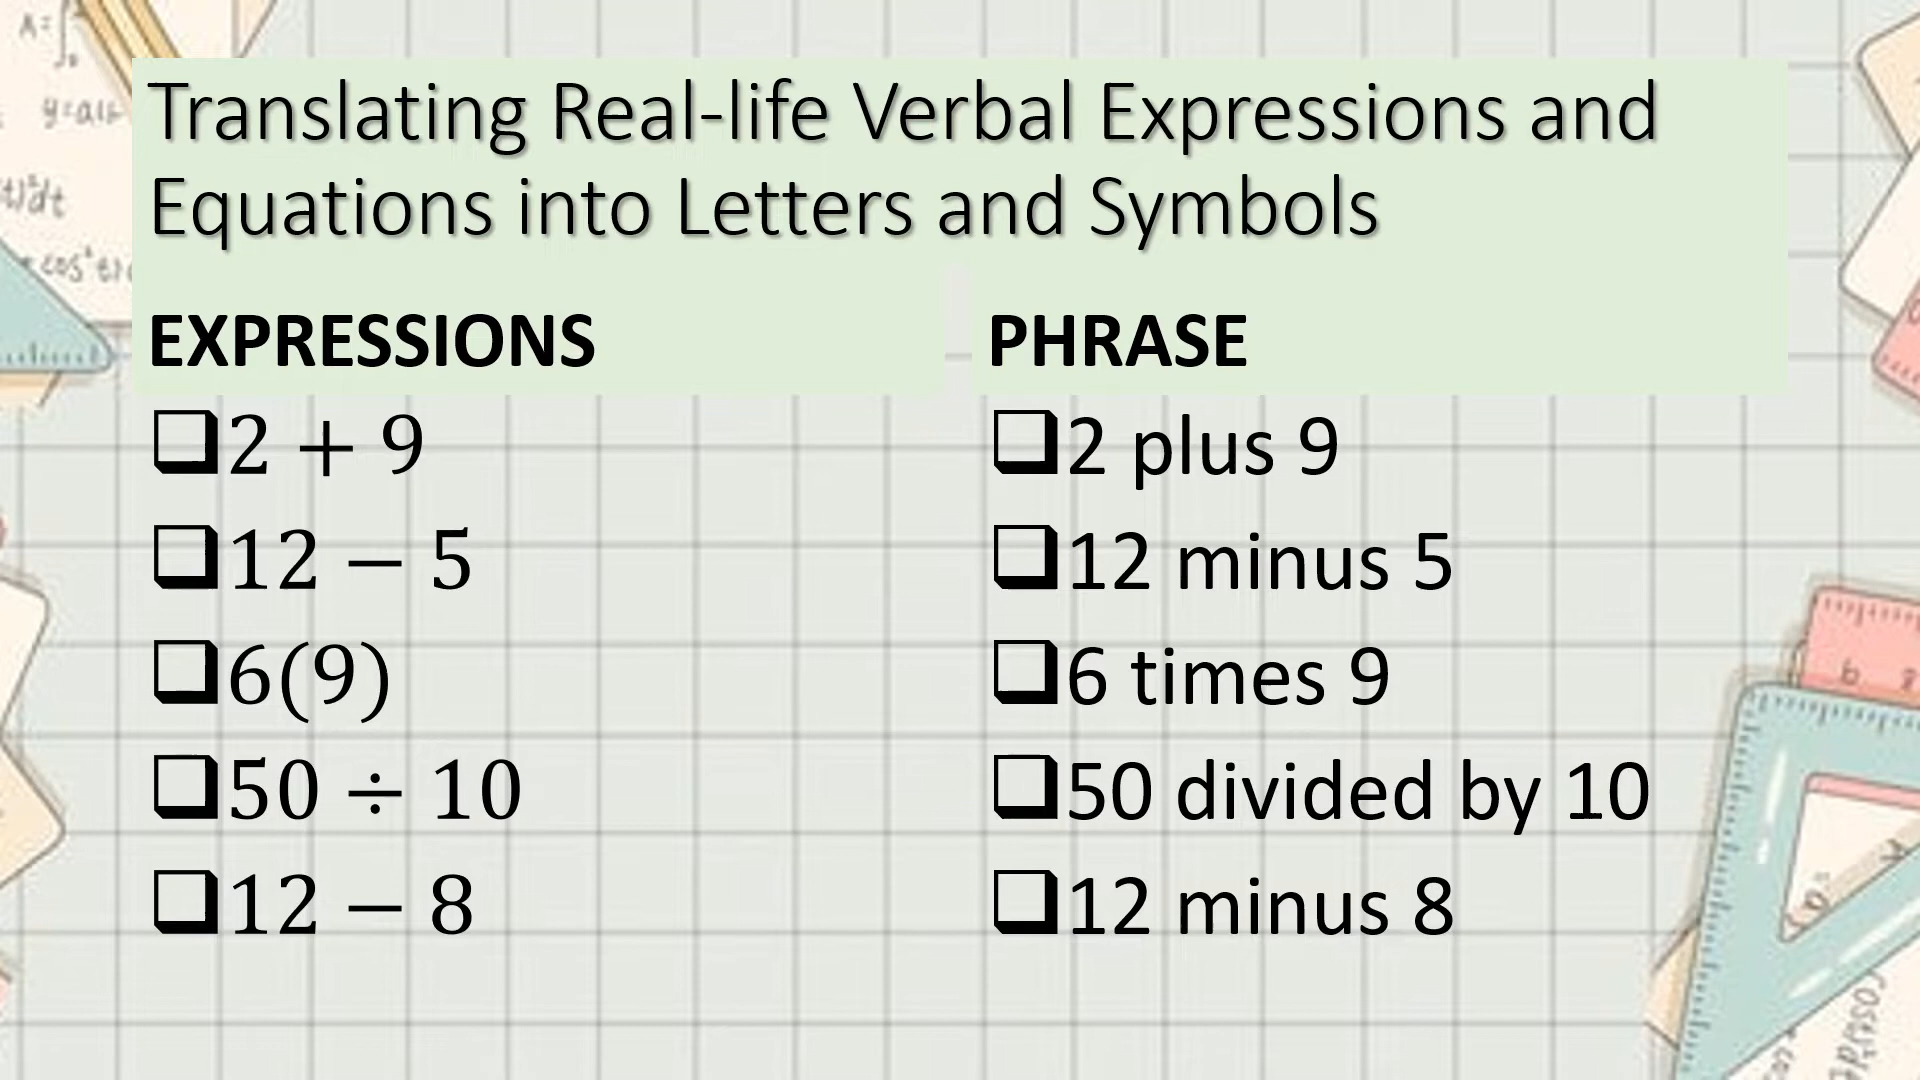 Translating Real-life Verbal Expressions and
Equations into Letters and Symbols
EXPRESSIONS
❑2 + 9
❑12 − 5
❑6(9)
❑50 ÷ 10
❑12 − 8
PHRASE
❑2 plus 9
❑12 minus 5
❑6 times 9
❑50 divided by 10
❑12 minus 8